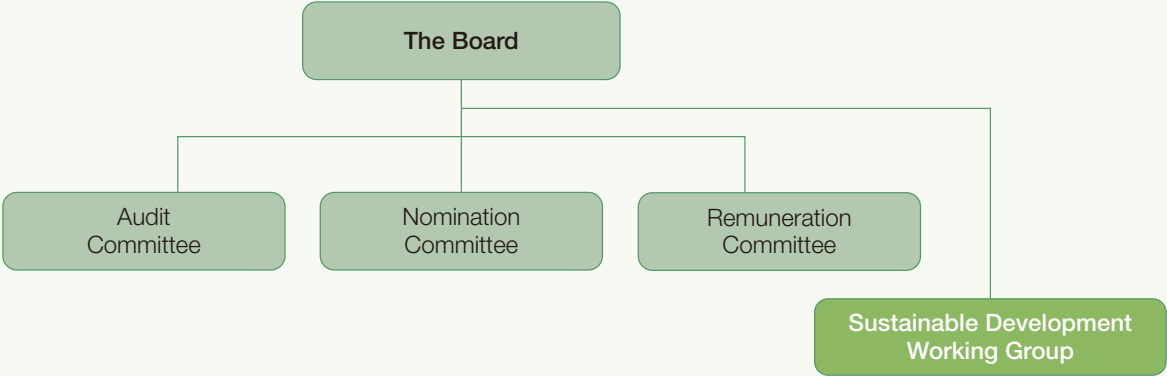 The Board
Audit
Committee
Nomination
Committee
Remuneration
Committee
Sustainable Development
Working Group